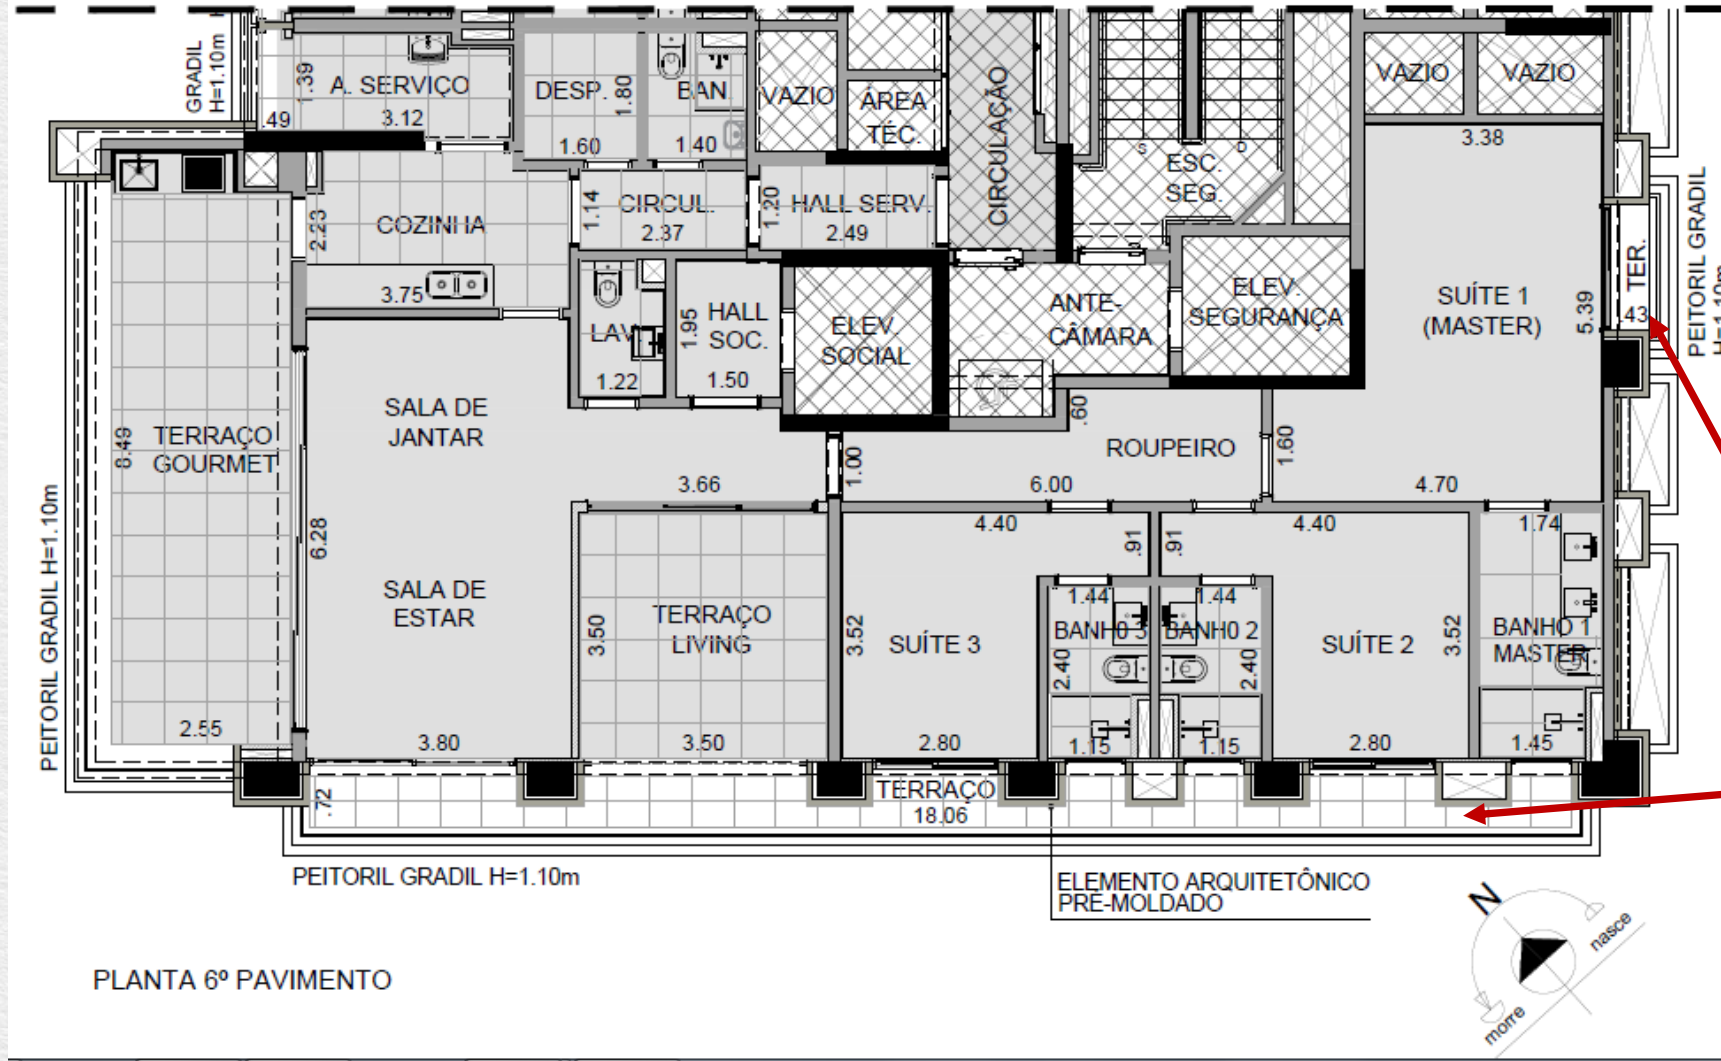 GRADIL
H=1.10m
1.39
A. SERVIÇO
.49
3.12
DESP.
1.80
1.60
BAN.
1.40
VAZIO
ÁREA
TÉC.
CIRCULAÇÃO
S
D
ESC.
SEG.
VAZIO
VAZIO
3.38
PEITORIL GRADIL
H=1.10m
TER.
.43
2.23
COZINHA
3.75
1.14
CIRCUL.
2.37
1.20
HALL SERV.
2.49
LAV.
1.22
1.95
HALL
SOC.
1.50
ELEV.
SOCIAL
ANTE-
CÂMARA
ELEV.
SEGURANÇA
SUÍTE 1
(MASTER)
5.39
8.49
TERRAÇO
GOURMET
2.55
SALA DE
JANTAR
3.66
1.00
.60
ROUPEIRO
6.00
1.60
4.70
PEITORIL GRADIL H=1.10m
6.28
SALA DE
ESTAR
3.80
3.50
TERRAÇO
LIVING
3.50
4.40
.91
3.52
SUÍTE 3
2.80
1.44
BANHO 3
2.40
1.15
4.40
.91
1.44
BANHO 2
2.40
1.15
SUÍTE 2
3.52
2.80
1.74
BANHO 1
MASTER
1.45
.72
TERRAÇO
18.06
PEITORIL GRADIL H=1.10m
ELEMENTO ARQUITETÔNICO
PRÉ-MOLDADO
N
nasce
morre
PLANTA 6º PAVIMENTO